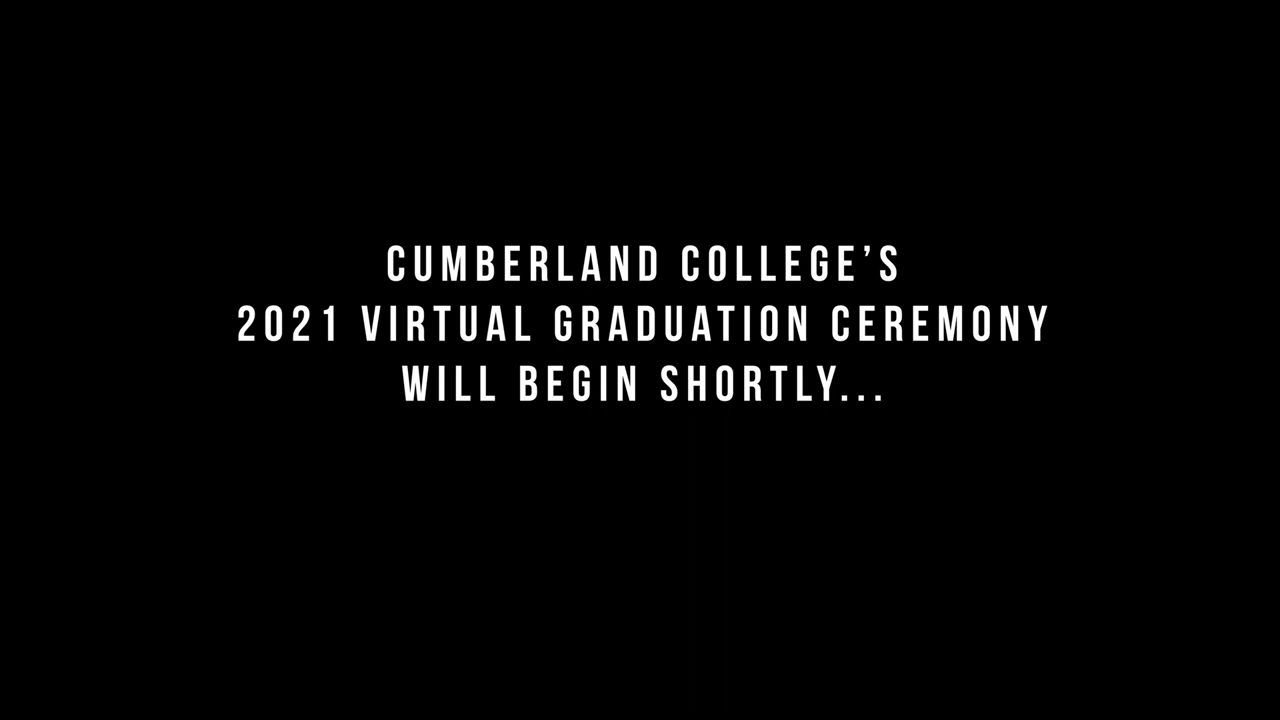 CUMBERLAND COLLEGE’S
2021 VIRTUAL GRADUATION CEREMONY
WILL BEGIN SHORTLY...